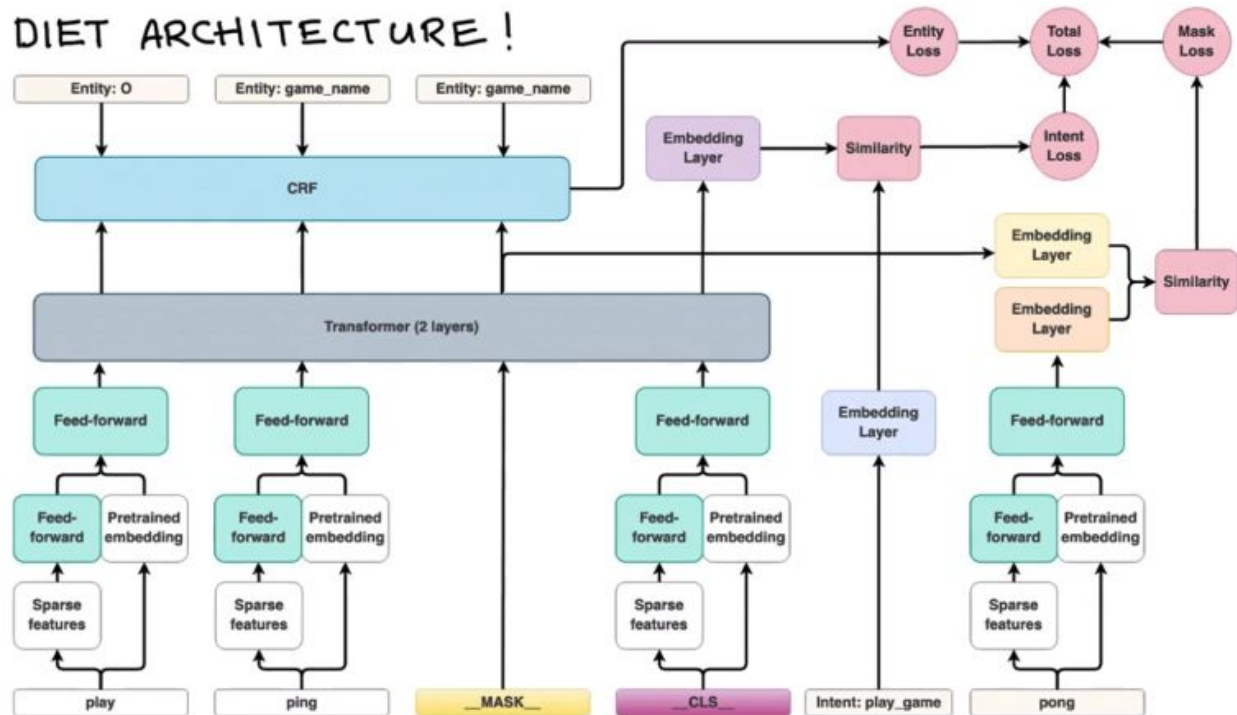 DIET ARCHITECTURE!
Entity
Loss
Total
Loss
Mask
Loss
Entity: O
Entity: game_name
Entity: game_name
Embedding
Layer
Similarity
Intent
Loss
CRF
Embedding
Layer
Similarity
Embedding
Layer
Transformer (2 layers)
Feed-forward
Feed-forward
Feed-forward
Embedding
Layer
Feed-forward
Feed-
forward
Pretrained
embedding
Feed-
forward
Pretrained
embedding
Feed-
forward
Pretrained
embedding
Feed-
forward
Pretrained
embedding
Sparse
features
Sparse
features
Sparse
features
Sparse
features
play
ping
__MASK__
__CLS__
Intent: play_game
pong